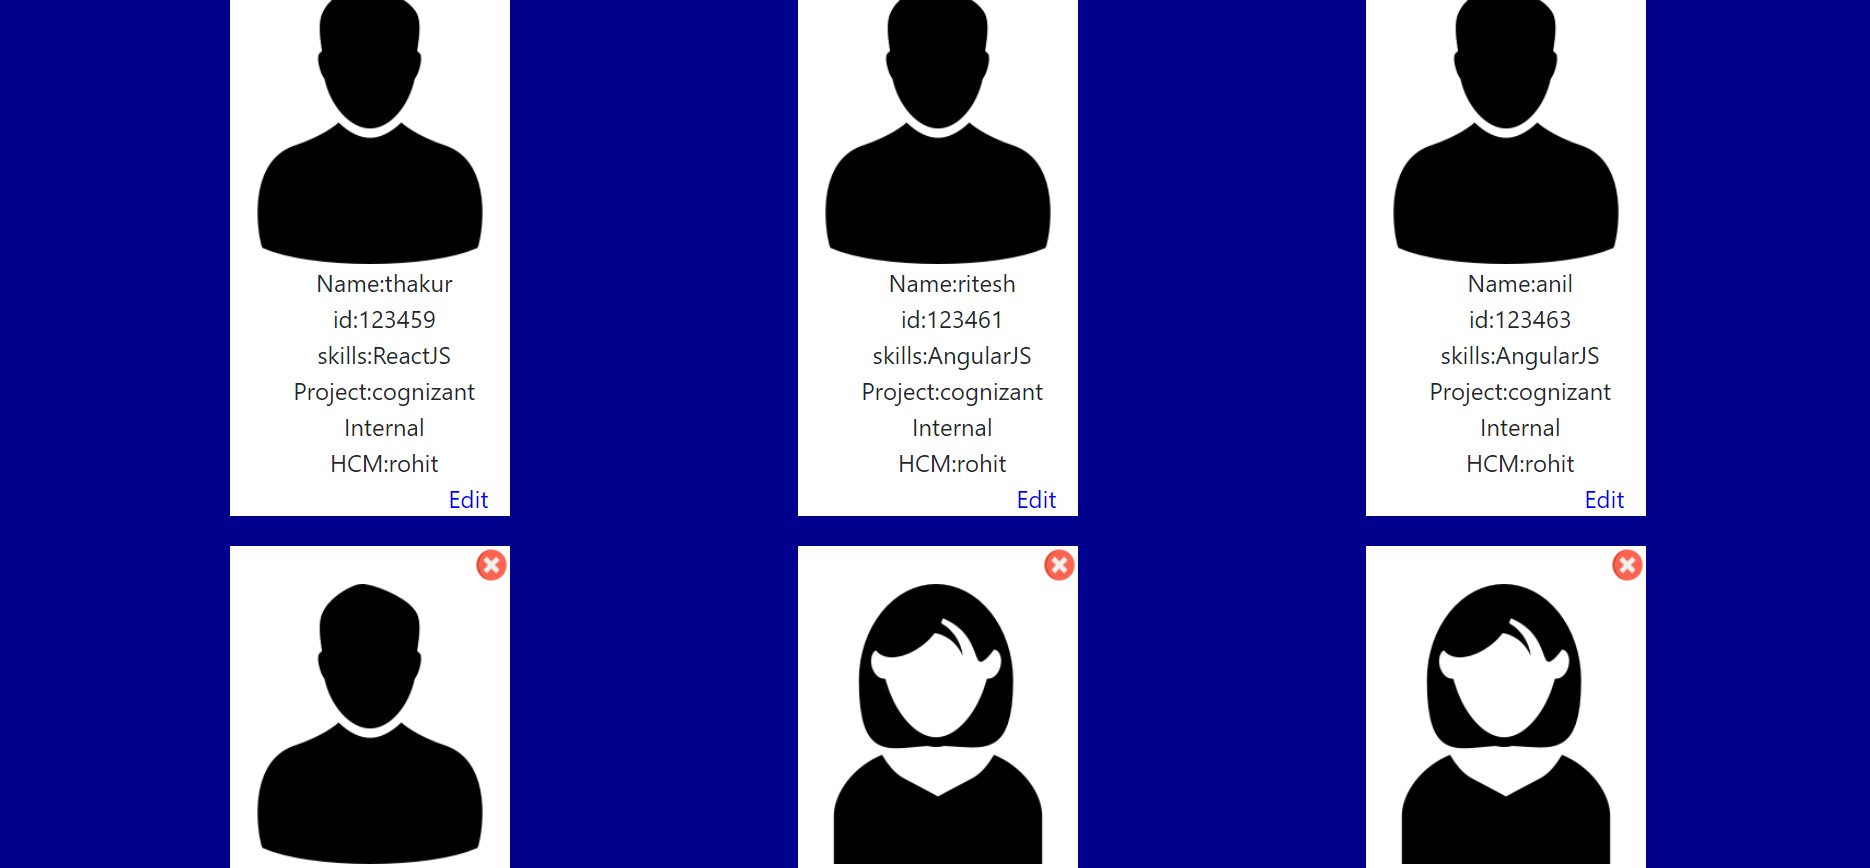 Name:thakur
id:123459
skills:ReactJS
Project:cognizant
Internal
HCM:rohit
Edit
Name:ritesh
id:123461
skills:AngularJS
Project:cognizant
Internal
HCM:rohit
Edit
Name:anil
id:123463
skills:AngularJS
Project:cognizant
Internal
HCM:rohit
Edit